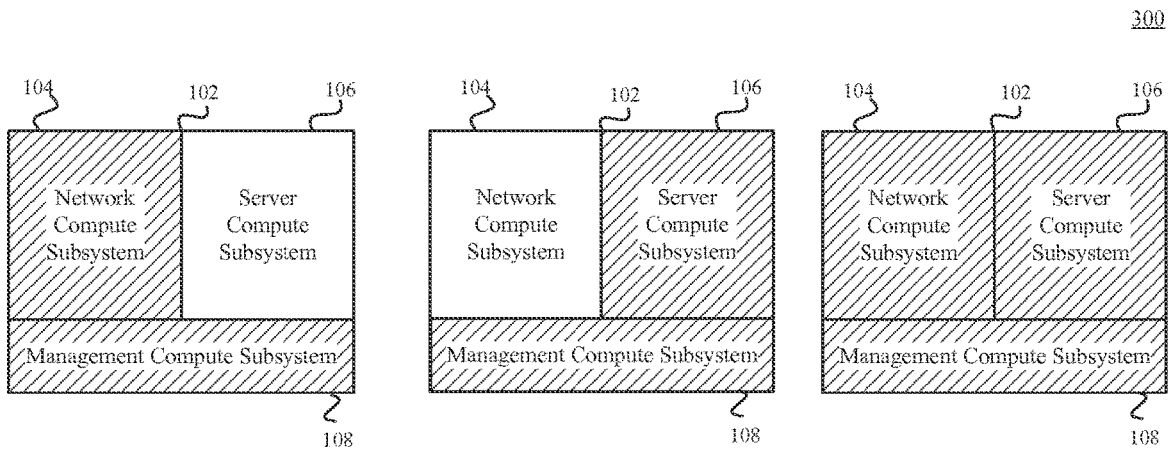 300
104
102
106
104
102
106
104
102
106
Network
Compute
Subsystem
Server
Compute
Subsystem
Network
Compute
Subsystem
Server
Compute
Subsystem
Network
Compute
Subsystem
Server
Compute
Subsystem
Management Compute Subsystem
Management Compute Subsystem
Management Compute Subsystem
108
108
108